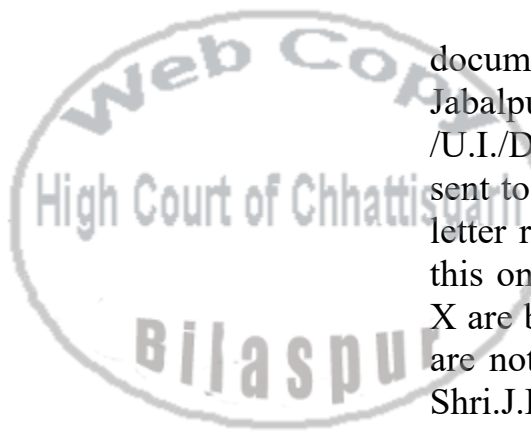 Web Copy
High Court of Chhattisgarh
Bilaspur
docum
Jabalpu
/U.I./D
sent to
letter r
this on
X are b
are not
Shri.J.